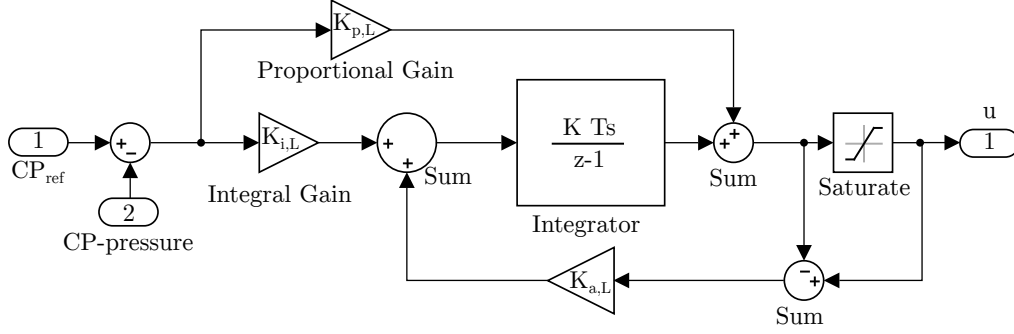 K_p,L
Proportional Gain
1
CP_ref
+
-
2
CP-pressure
K_i,L
Integral Gain
+
+
Sum
K Ts
z-1
Integrator
+
+
Sum
Saturate
u
1
K_a,L
-
+
Sum